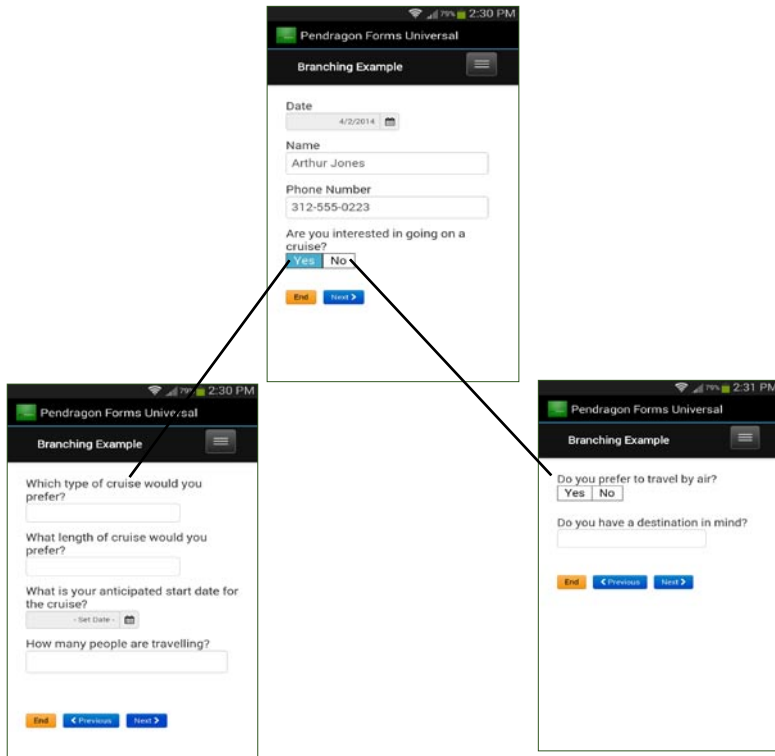 79% 2:30 PM
Pendragon Forms Universal
Branching Example
Date
4/2/2014
Name
Arthur Jones
Phone Number
312-555-0223
Are you interested in going on a
cruise?
Yes No
End Next
79% 2:30 PM
Pendragon Forms Universal
Branching Example
Which type of cruise would you
prefer?
What length of cruise would you
prefer?
What is your anticipated start date for
the cruise?
- Set Date -
How many people are travelling?
End Previous Next
79% 2:31 PM
Pendragon Forms Universal
Branching Example
Do you prefer to travel by air?
Yes No
Do you have a destination in mind?
End Previous Next